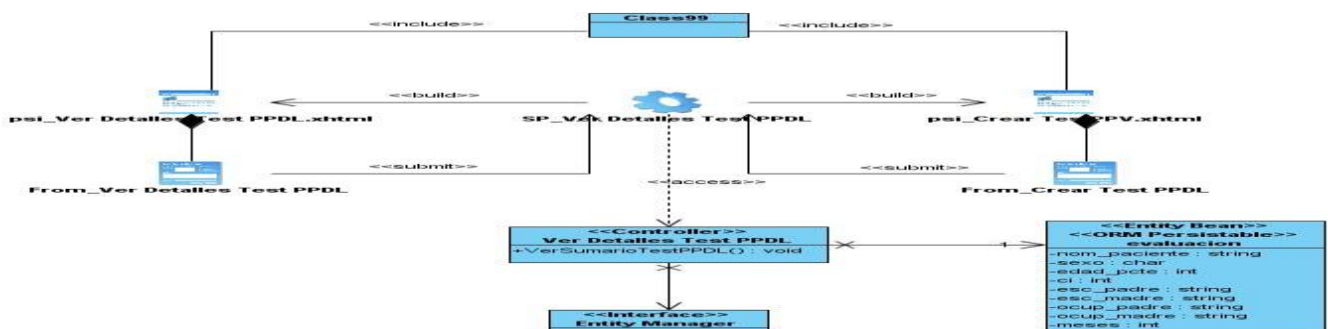 Class99
<<include>>
<<include>>
<<build>>
<<build>>
psi_Ver Detalles Test PPDL.xhtml
SP_Ver Detalles Test PPDL
psi_Crear Test PPV.xhtml
<<submit>>
<<submit>>
From_Ver Detalles Test PPDL
From_Crear Test PPDL
<<access>>
<<Controller>>
Ver Detalles Test PPDL
+VerSumarioTestPPDL() : void
1
<<Entity Bean>>
<<ORM Persistable>>
evaluacion
-nom_paciente : string
-sexo : char
-edad_pcte : int
-ci : int
-esc_padre : string
-esc_madre : string
-ocup_padre : string
-ocup_madre : string
-meses : int
<<Interface>>
Entity Manager